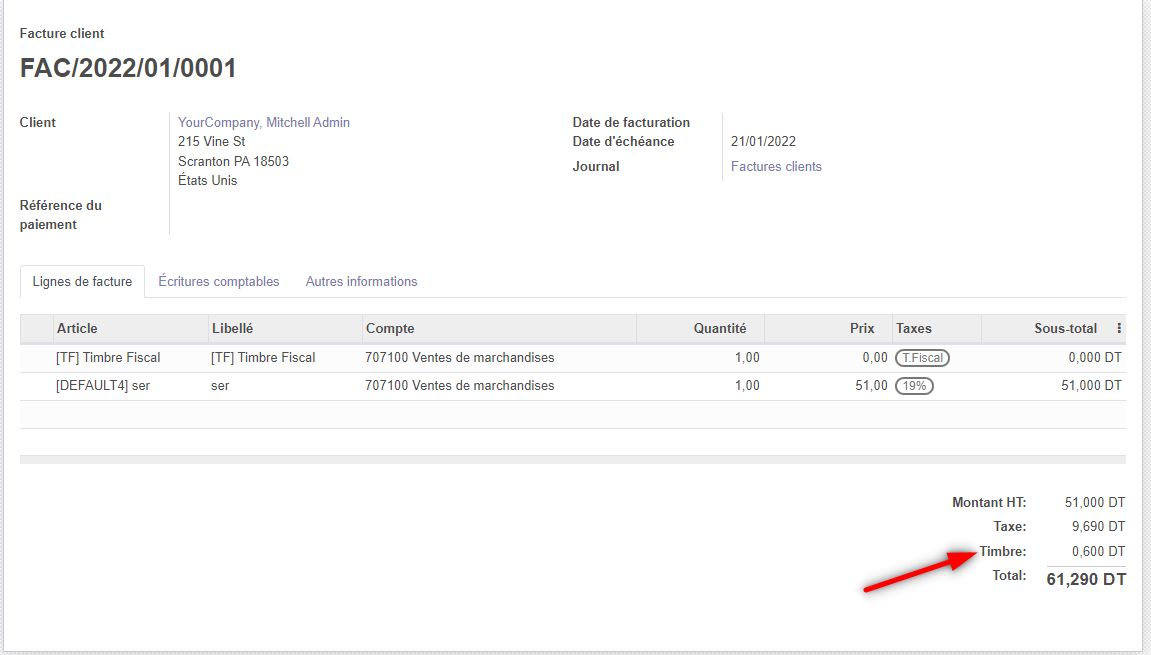 Facture client
FAC/2022/01/0001
Client
YourCompany, Mitchell Admin
215 Vine St
Scranton PA 18503
États Unis
Référence du
paiement
Date de facturation
Date d'échéance 21/01/2022
Journal Factures clients
Lignes de facture Écritures comptables Autres informations
Article Libellé Compte Quantité Prix Taxes Sous-total
[TF] Timbre Fiscal [TF] Timbre Fiscal 707100 Ventes de marchandises 1,00 0,00 T.Fiscal 0,000 DT
[DEFAULT4] ser ser 707100 Ventes de marchandises 1,00 51,00 19% 51,000 DT
Montant HT: 51,000 DT
Taxe: 9,690 DT
Timbre: 0,600 DT
Total: 61,290 DT